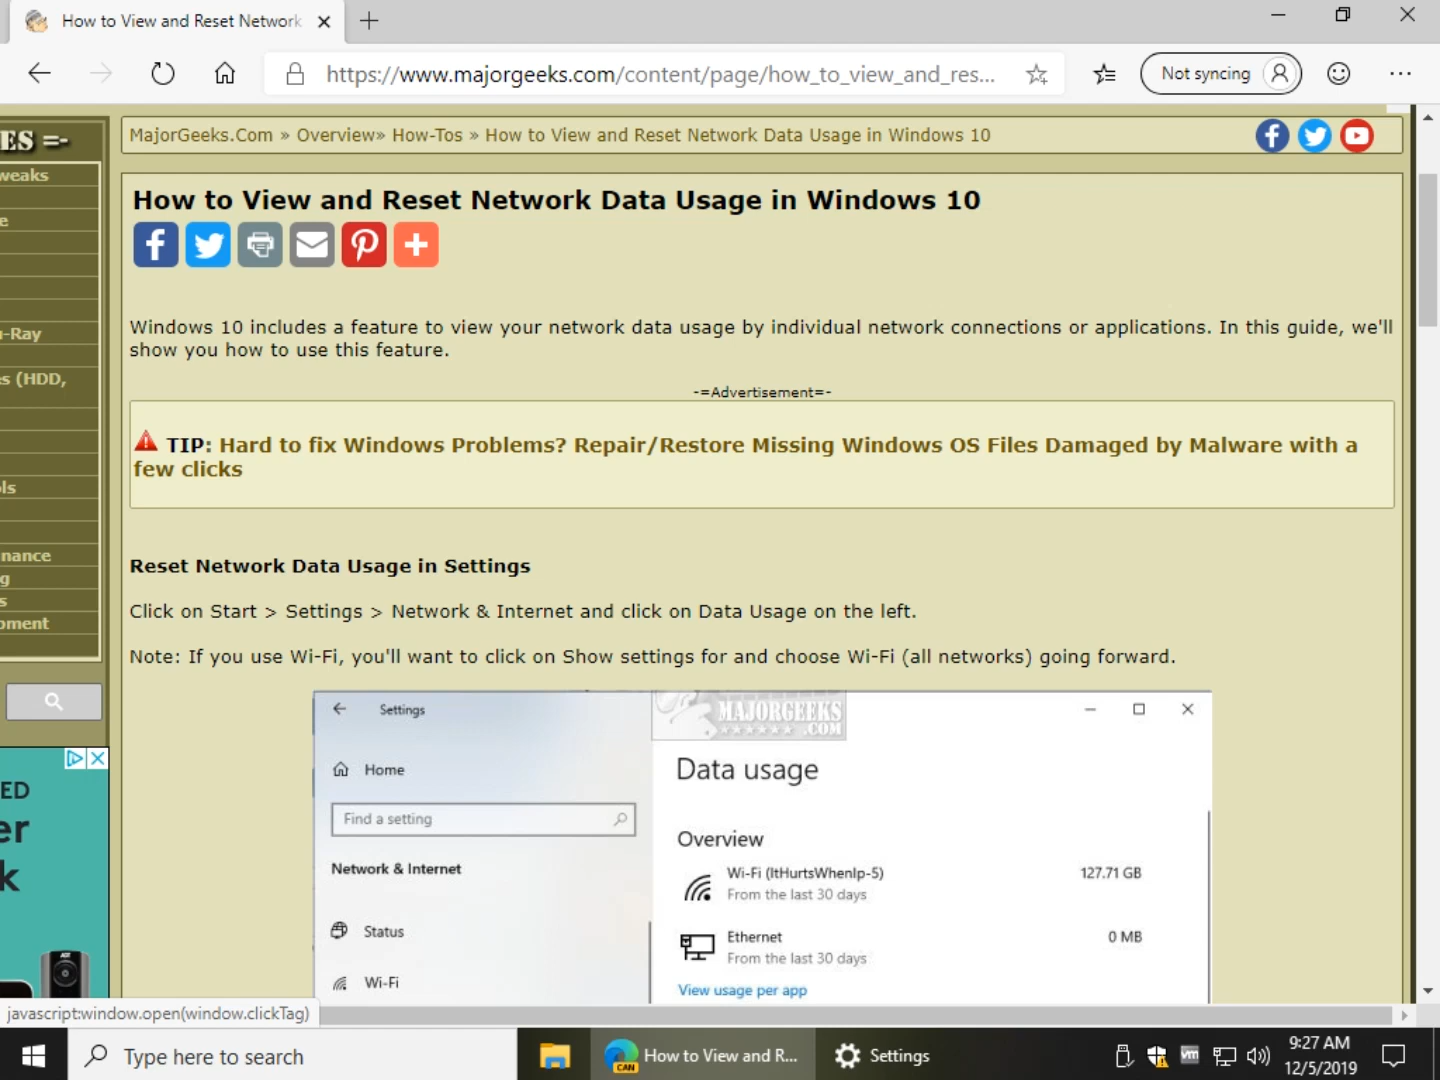 How to View and Reset Network
https://www.majorgeeks.com/content/page/how_to_view_and_res...
Not syncing
ES =-
weaks
e
-Ray
s (HDD,
ls
nance
g
s
pment
MajorGeeks.Com » Overview» How-Tos » How to View and Reset Network Data Usage in Windows 10
How to View and Reset Network Data Usage in Windows 10
Windows 10 includes a feature to view your network data usage by individual network connections or applications. In this guide, we'll
show you how to use this feature.
-=Advertisement=-
TIP: Hard to fix Windows Problems? Repair/Restore Missing Windows OS Files Damaged by Malware with a
few clicks
Reset Network Data Usage in Settings
Click on Start > Settings > Network & Internet and click on Data Usage on the left.
Note: If you use Wi-Fi, you'll want to click on Show settings for and choose Wi-Fi (all networks) going forward.
Settings
MAJORGEEKS
.COM
Home
Find a setting
Network & Internet
Status
Wi-Fi
Data usage
Overview
Wi-Fi (ItHurtsWhenIp-5)
127.71 GB
From the last 30 days
Ethernet
0 MB
From the last 30 days
View usage per app
ED
er
k
ADT
javascript:window.open(window.clickTag)
Type here to search
CAN
How to View and R...
Settings
vm
9:27 AM
12/5/2019